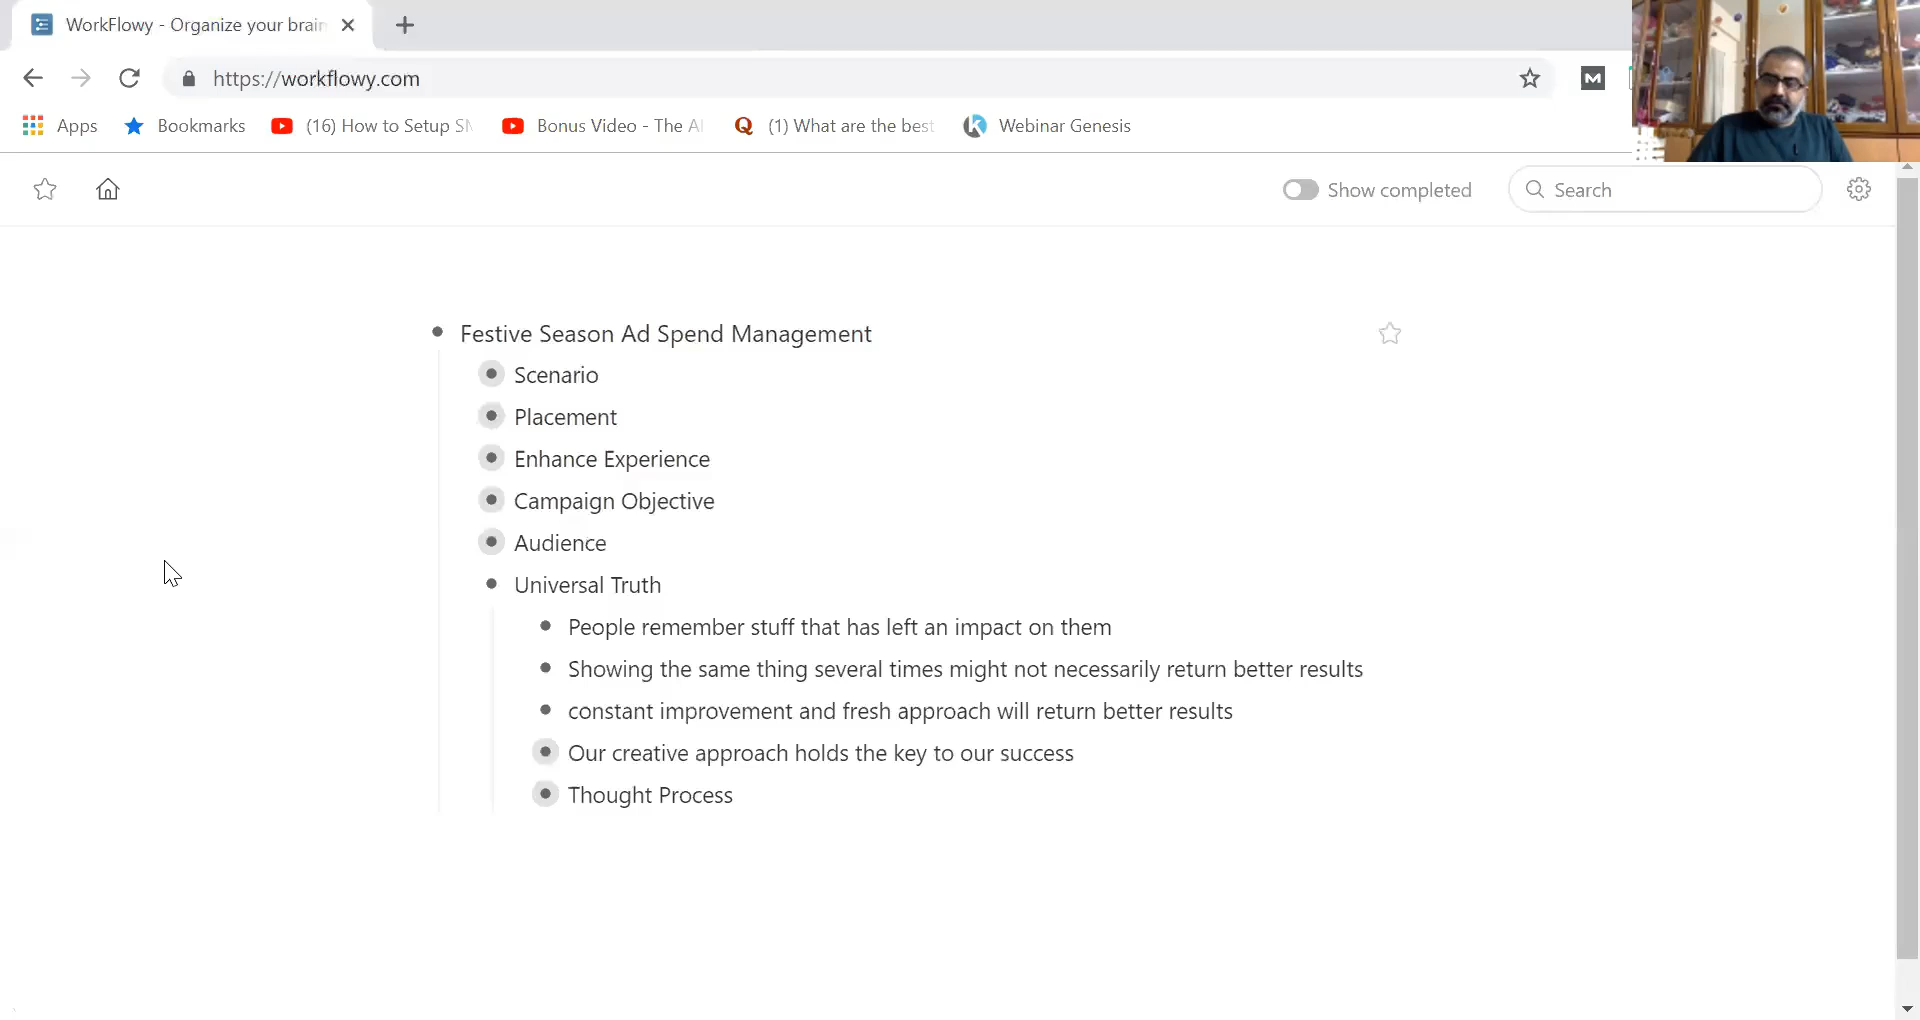 WorkFlowy - Organize your brain
https://workflowy.com
Apps Bookmarks (16) How to Setup Bonus Video - The (1) What are the best Webinar Genesis
Show completed Search
Festive Season Ad Spend Management
Scenario
Placement
Enhance Experience
Campaign Objective
Audience
Universal Truth
People remember stuff that has left an impact on them
Showing the same thing several times might not necessarily return better results
constant improvement and fresh approach will return better results
Our creative approach holds the key to our success
Thought Process